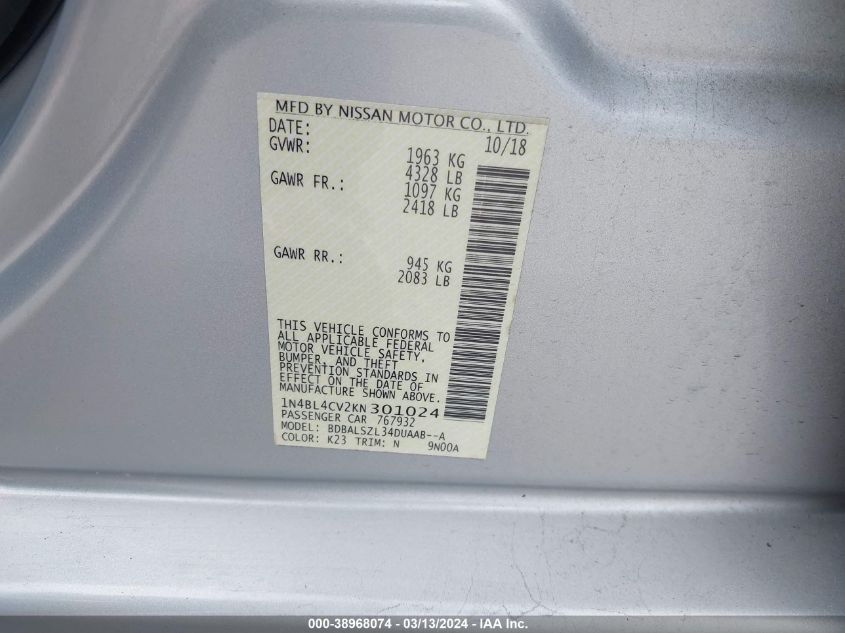 MFD BY NISSAN MOTOR CO., LTD.
DATE: 10/18
GVWR: 1963 KG
4328 LB
GAWR FR.: 1097 KG
2418 LB
GAWR RR.: 945 KG
2083 LB
THIS VEHICLE CONFORMS TO
ALL APPLICABLE FEDERAL
MOTOR VEHICLE SAFETY,
BUMPER, AND THEFT
PREVENTION STANDARDS IN
EFFECT ON THE DATE OF
MANUFACTURE SHOWN ABOVE.
1N4BL4CV2KN301024
PASSENGER CAR 767932
MODEL: BDBALSZL34DUAAB--A
COLOR: K23 TRIM: N 9N00A
000-38968074 / 03/13/2024 - IAA Inc.